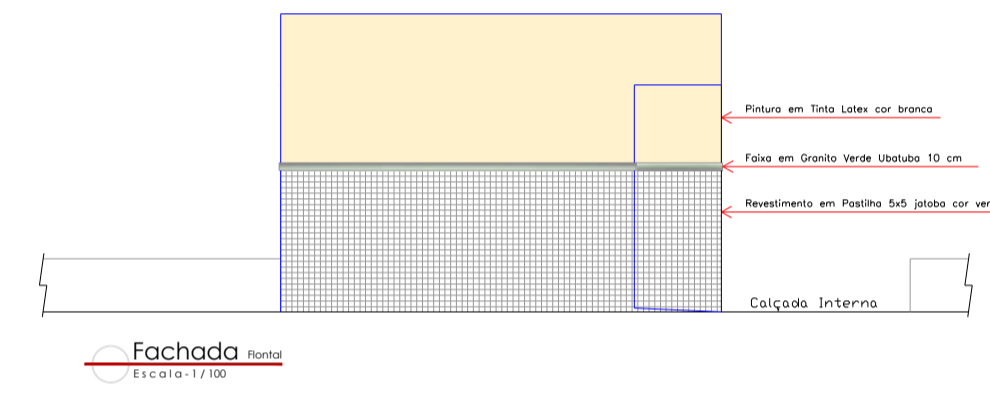 Pintura em Tinta Latex cor branca
Faixa em Granito Verde Ubatuba 10 cm
Revestimento em Pastilha 5x5 jatoba cor ver
Calçada Interna
Fachada Flontal
Escala-1/100